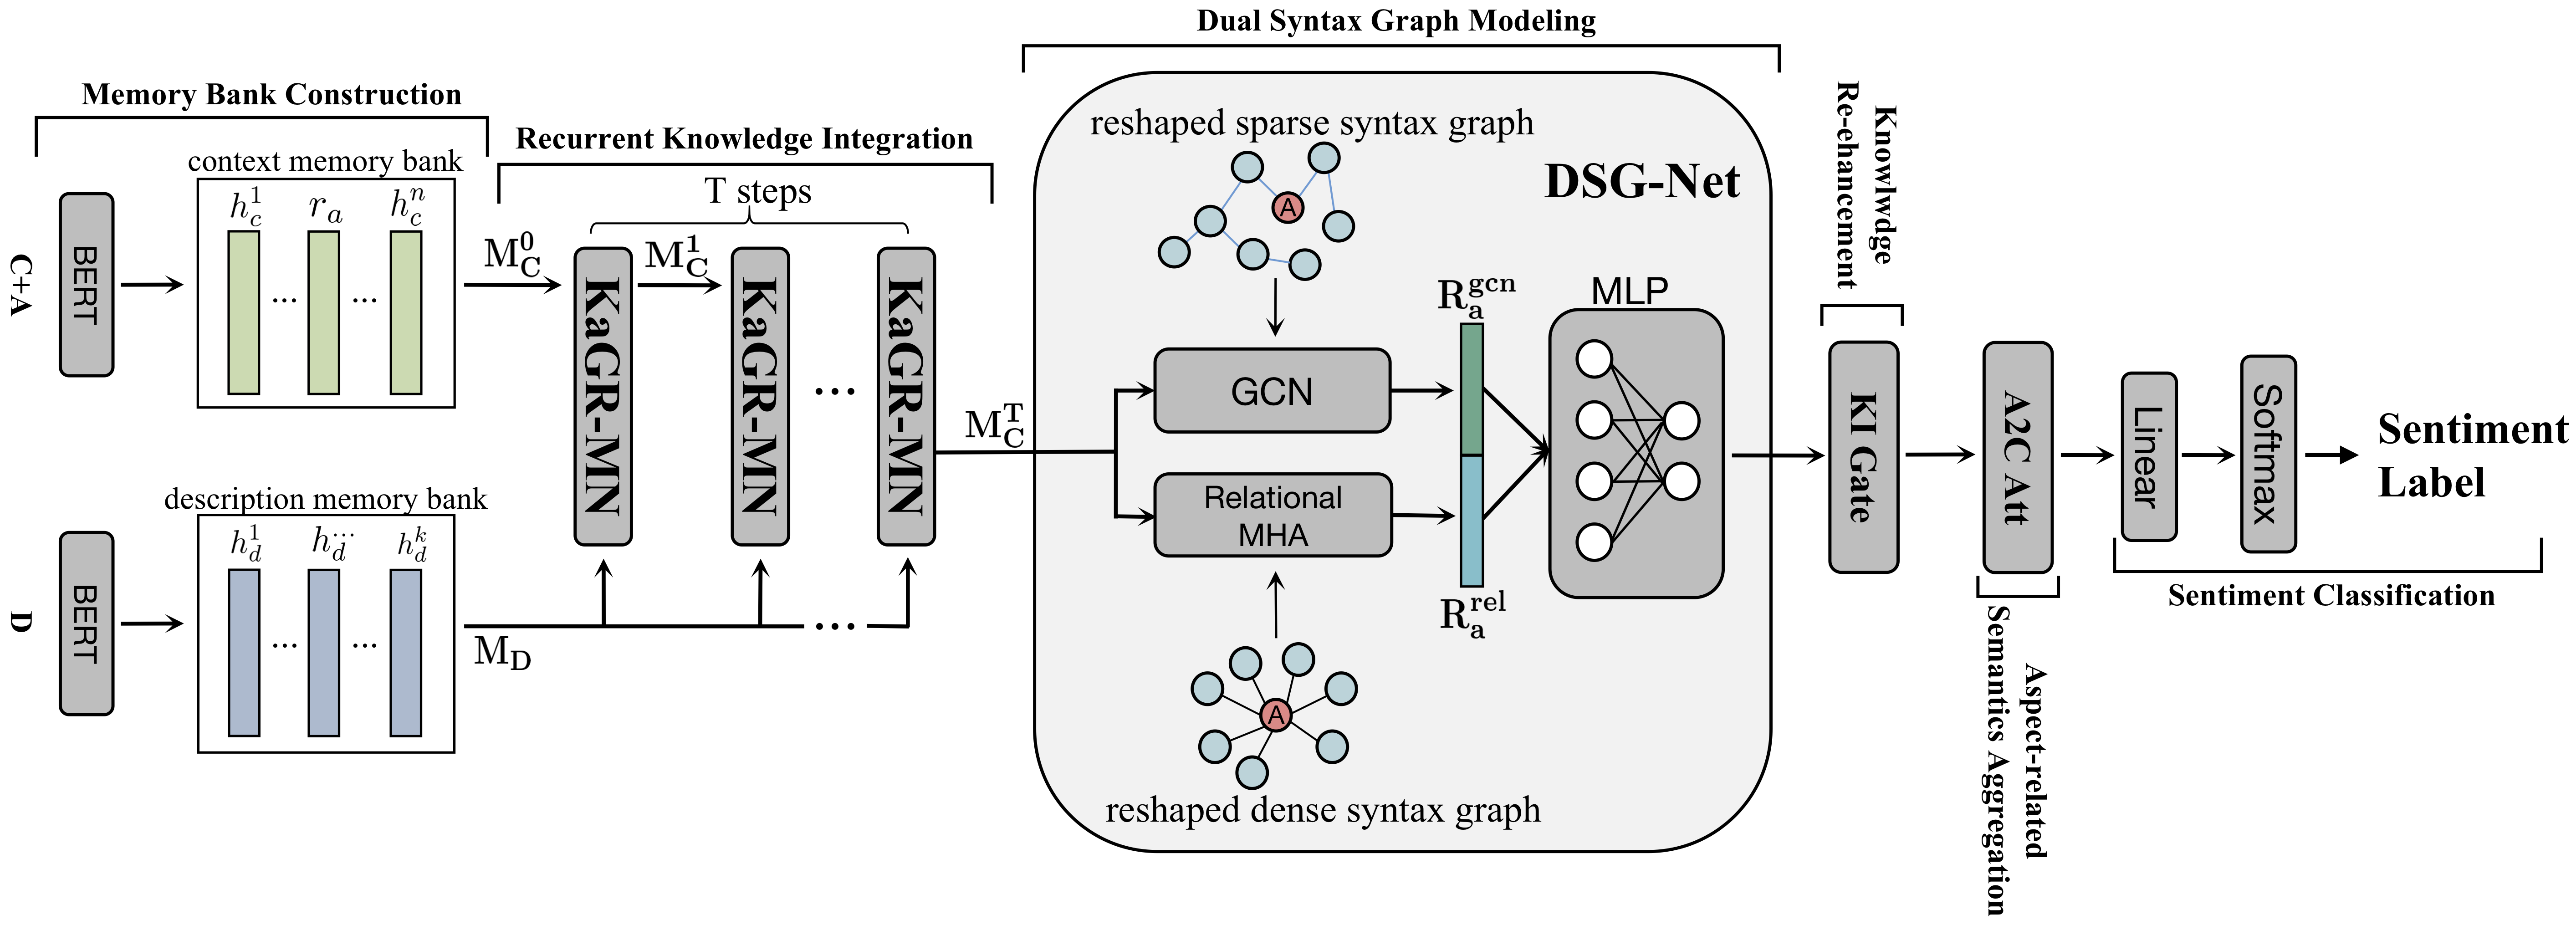 Dual Syntax Graph Modeling
Memory Bank Construction
Recurrent Knowledge Integration
context memory bank
h_c^1 ... r_a ... h_c^n
C+A
BERT
M_C^0
T steps
KaGR-MIN
M_C^1
KaGR-MIN
...
KaGR-MIN
description memory bank
h_d^1 ... h_d^{...} ... h_d^k
D
BERT
M_D
...
M_C^T
reshaped sparse syntax graph
A
DSG-Net
GCN
Relational
MHA
R_a^{gcn}
R_a^{rel}
MLP
A
reshaped dense syntax graph
Knowlwdge
Re-ehancement
KI Gate
A2C Att
Aspect-related
Semantics Aggregation
Linear
Softmax
Sentiment
Label
Sentiment Classification